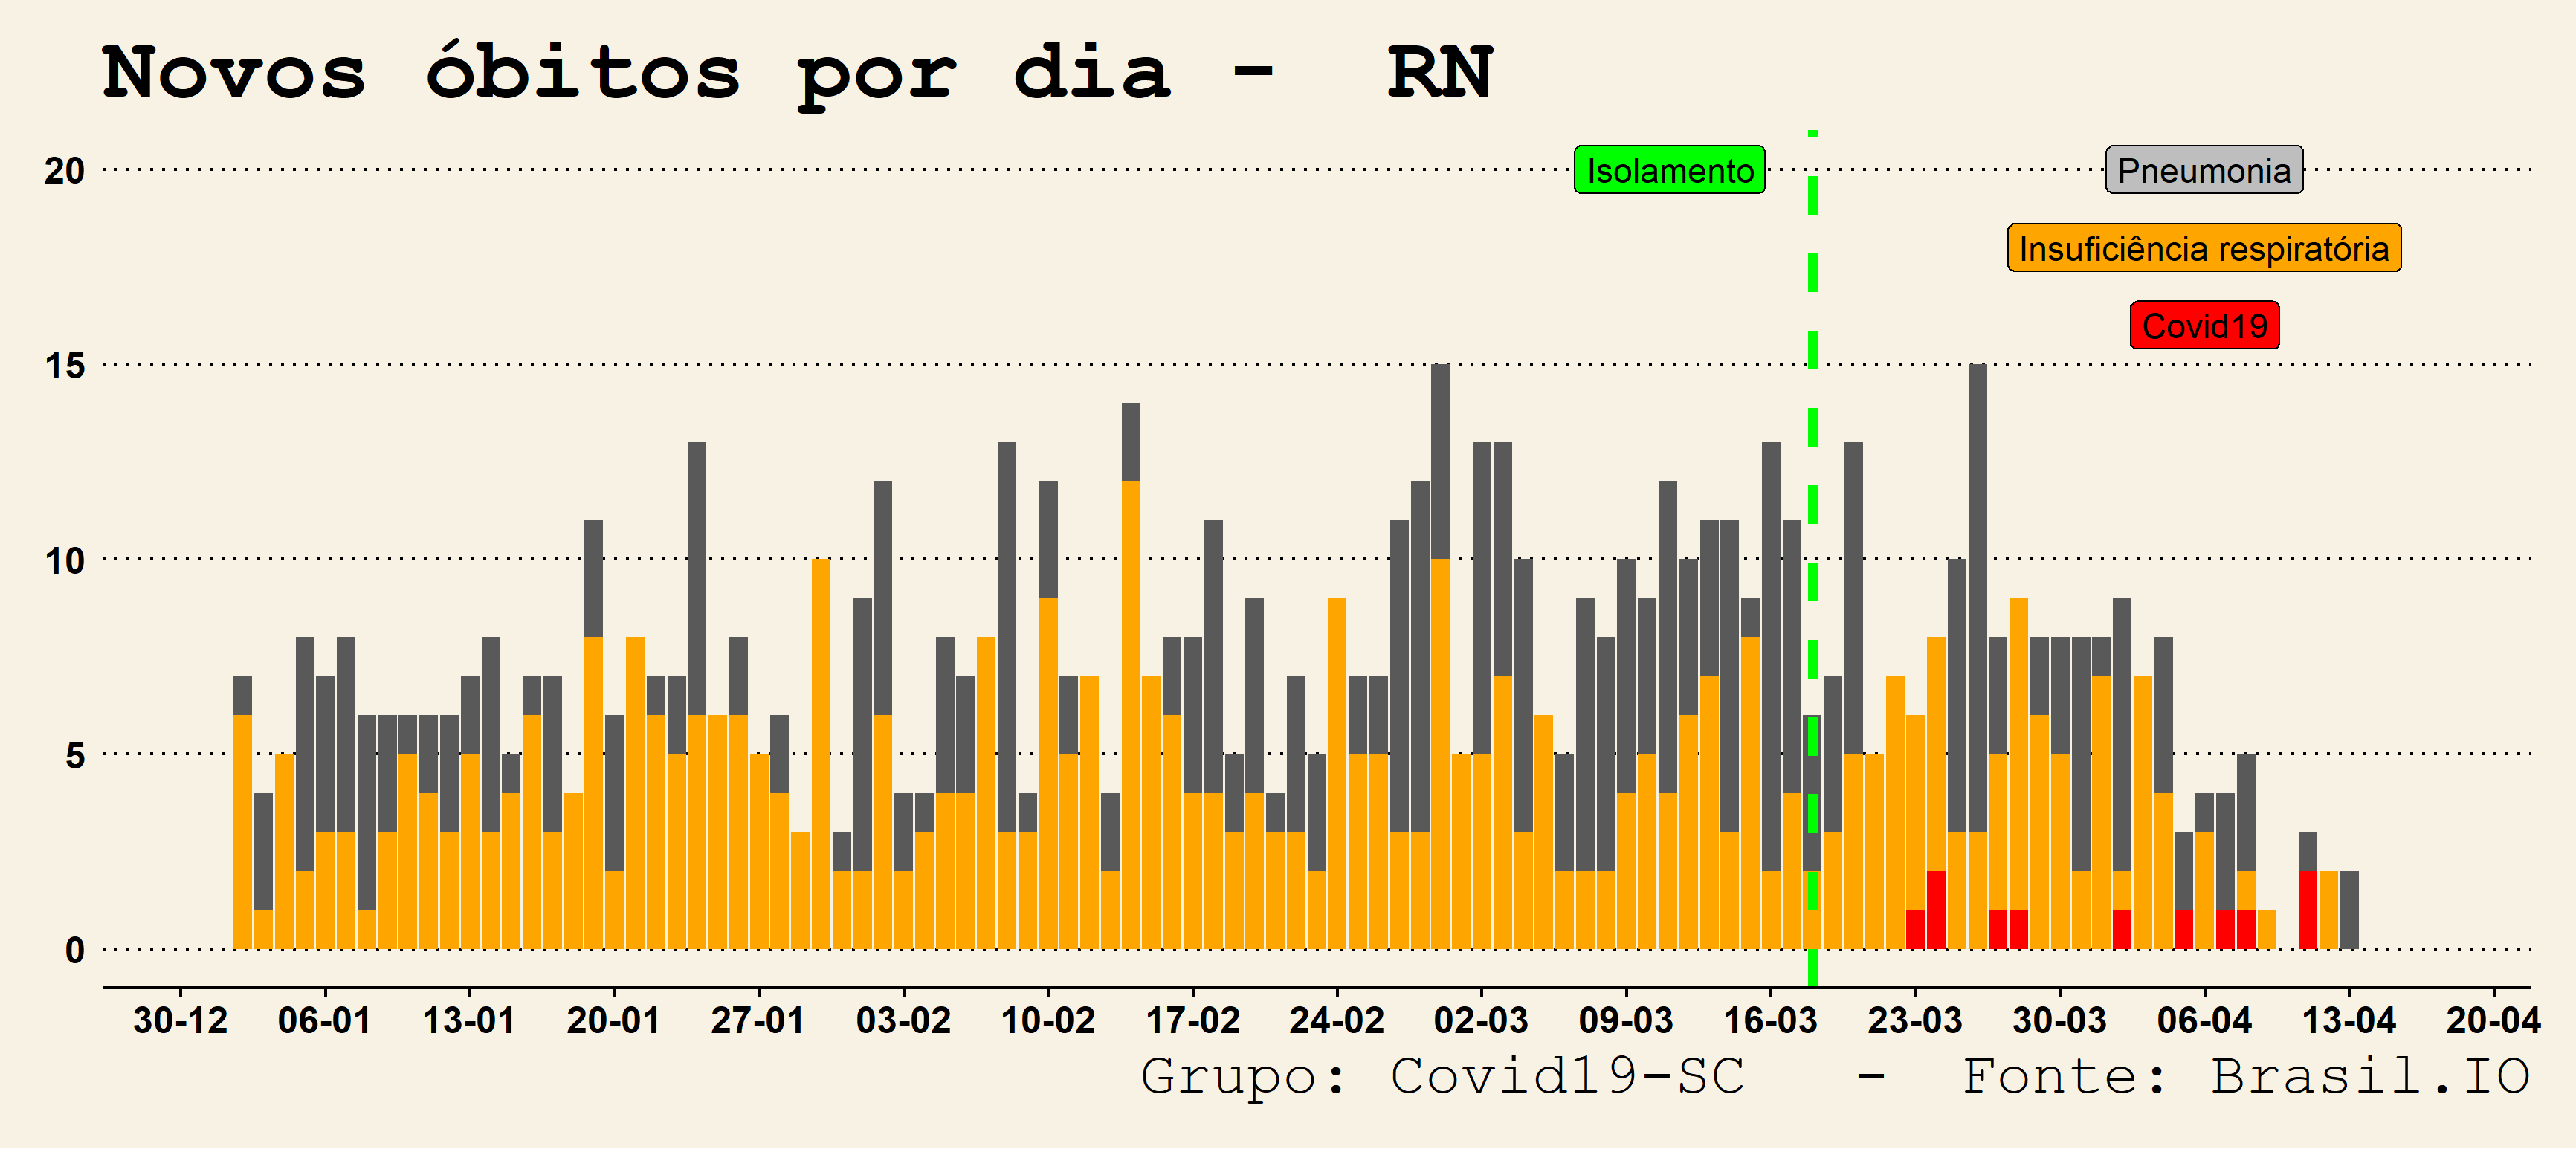 Novos óbitos por dia -  RN
20
Isolamento
Pneumonia
Insuficiência respiratória
Covid19
15
10
5
0
30-12 06-01 13-01 20-01 27-01 03-02 10-02 17-02 24-02 02-03 09-03 16-03 23-03 30-03 06-04 13-04 20-04
Grupo: Covid19-SC  -  Fonte: Brasil.IO